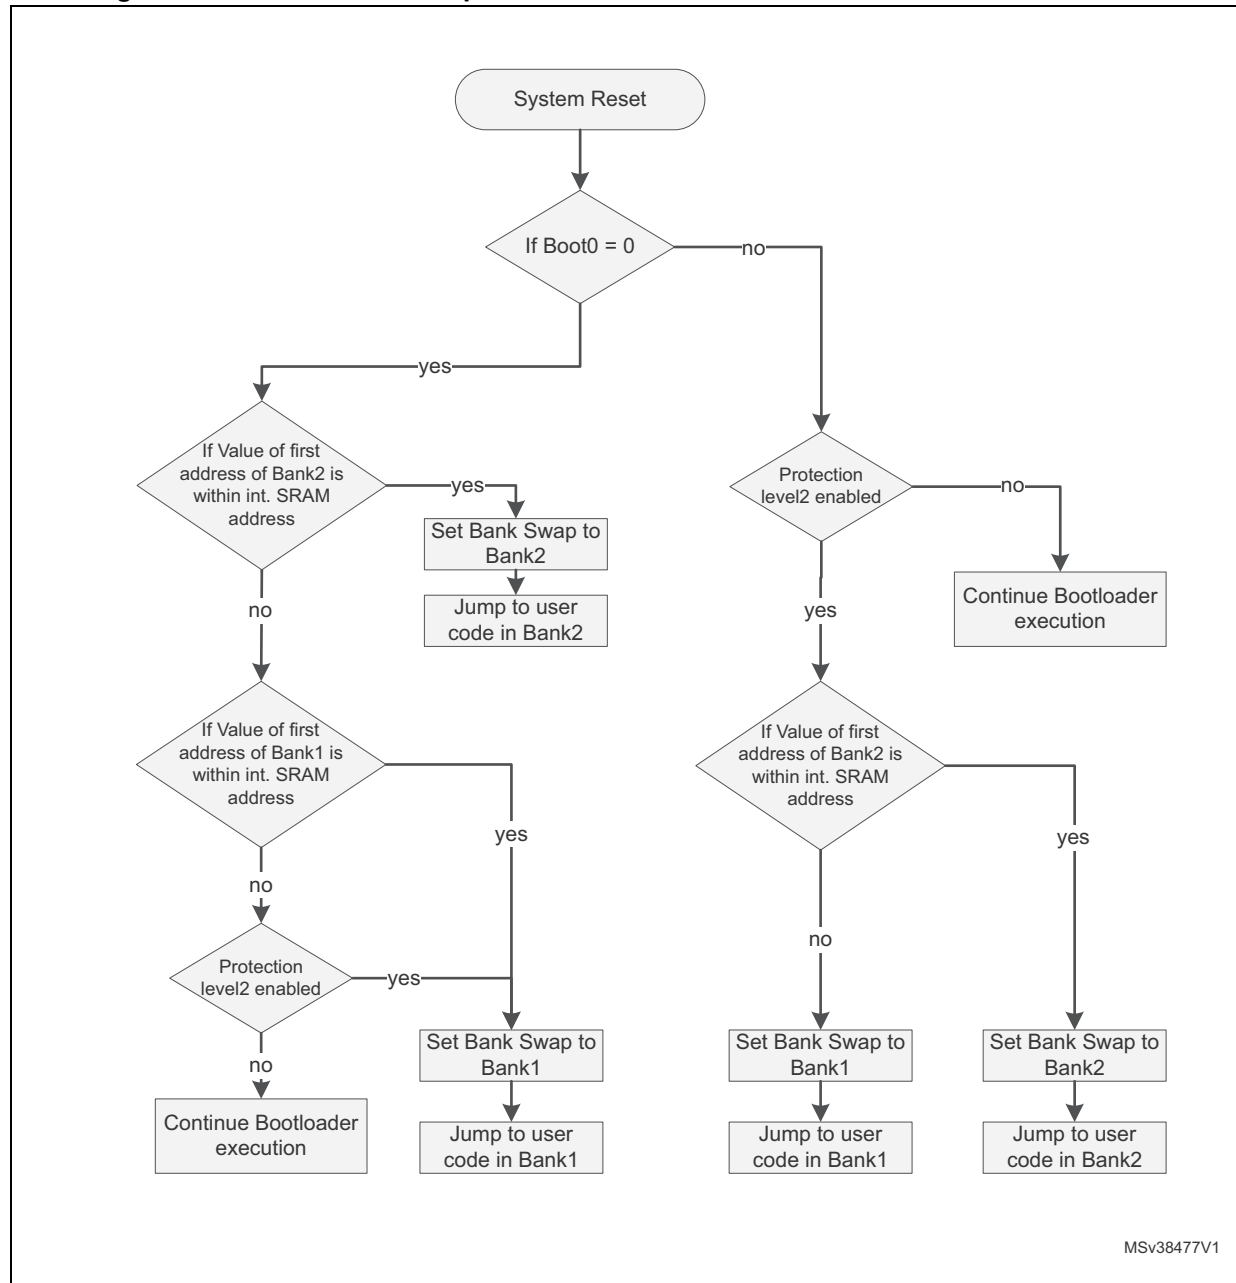 System Reset
If Boot0 = 0
no
yes
If Value of first
address of Bank2 is
within int. SRAM
address
yes
Set Bank Swap to
Bank2
Jump to user
code in Bank2
no
If Value of first
address of Bank1 is
within int. SRAM
address
yes
no
Protection
level2 enabled
yes
no
Continue Bootloader
execution
Set Bank Swap to
Bank1
Jump to user
code in Bank1
Protection
level2 enabled
no
Continue Bootloader
execution
yes
If Value of first
address of Bank2 is
within int. SRAM
address
yes
no
Set Bank Swap to
Bank1
Jump to user
code in Bank1
Set Bank Swap to
Bank2
Jump to user
code in Bank2
MSv38477V1